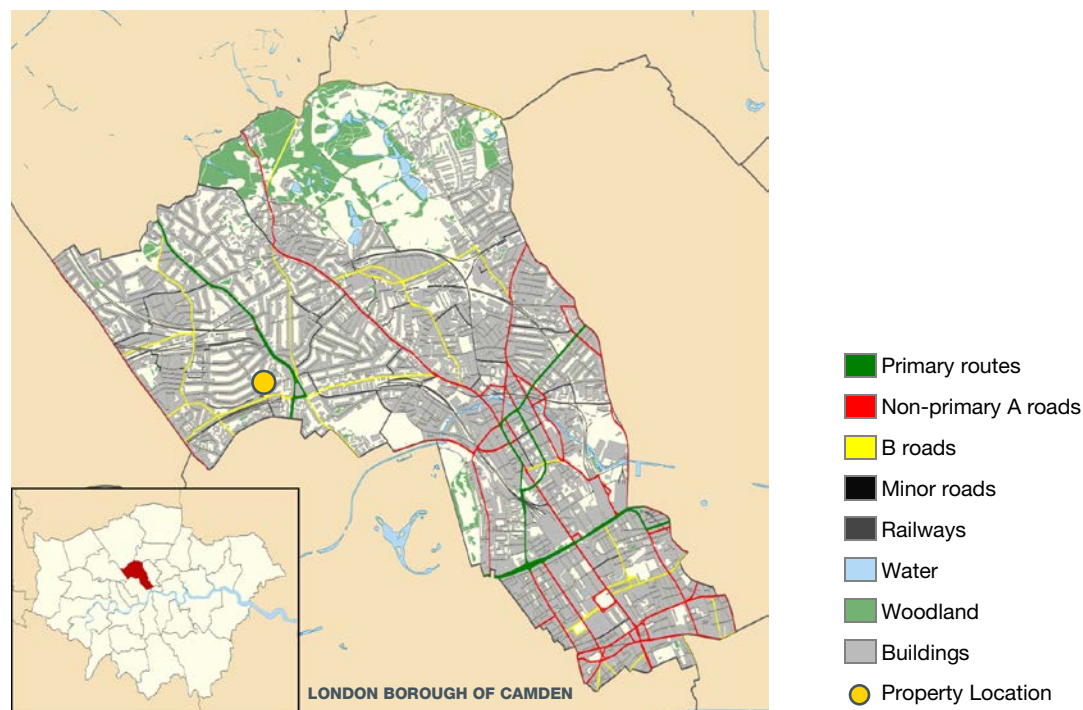 Primary routes
Non-primary A roads
B roads
Minor roads
Railways
Water
Woodland
Buildings
Property Location
LONDON BOROUGH OF CAMDEN